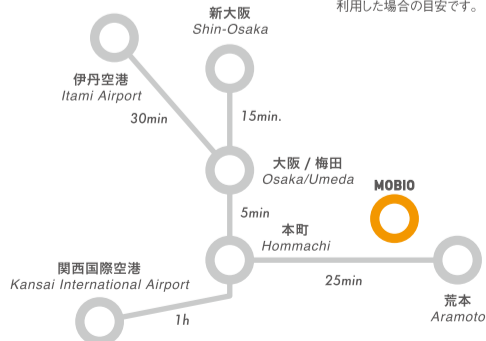 利用した場合の目安です。
新大阪
Shin-Osaka
伊丹空港
Itami Airport
30min
15min.
大阪 / 梅田
Osaka/Umeda
MOBIO
5min
本町
Hommachi
関西国際空港
Kansai International Airport
25min
荒本
Aramoto
1h